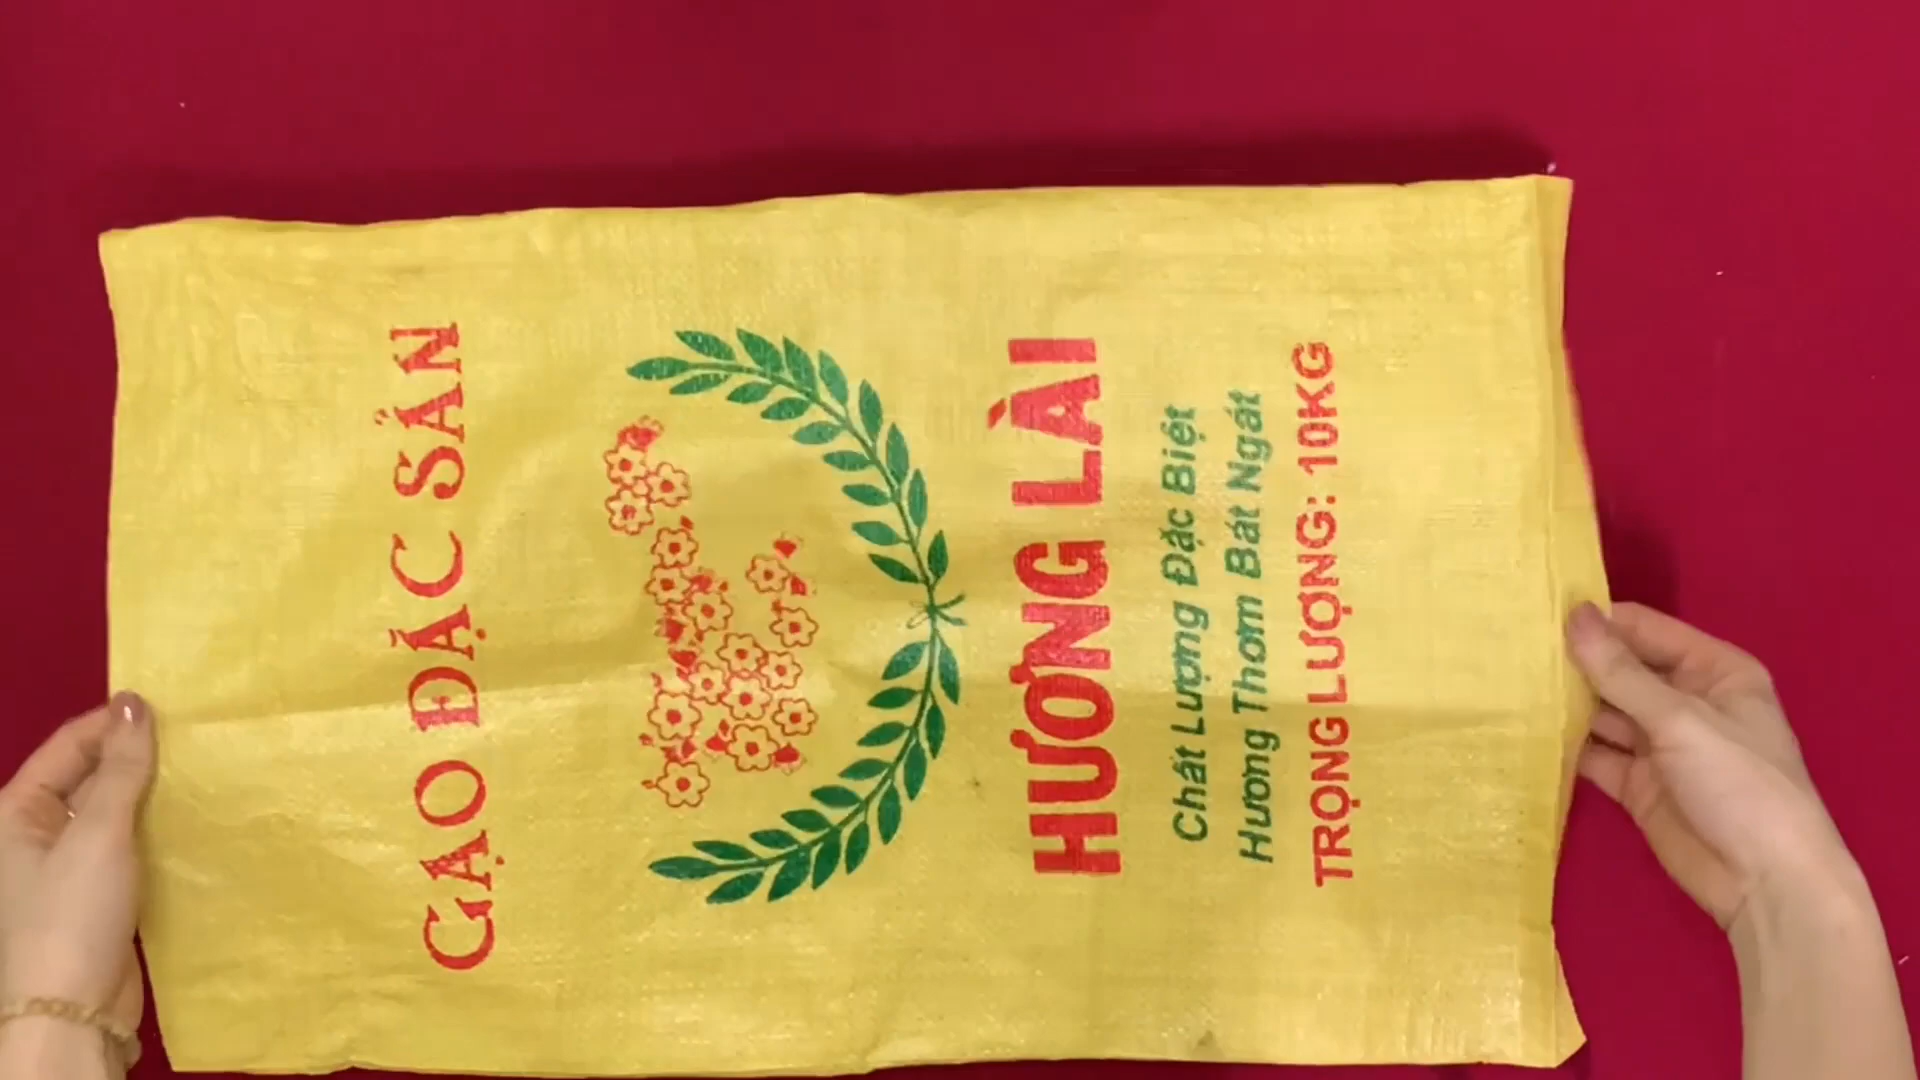 GẠO ĐẶC SẢN
HƯƠNG LÀI
Chất Lượng Đặc Biệt
Hương Thơm Bát Ngát
TRỌNG LƯỢNG: 10KG